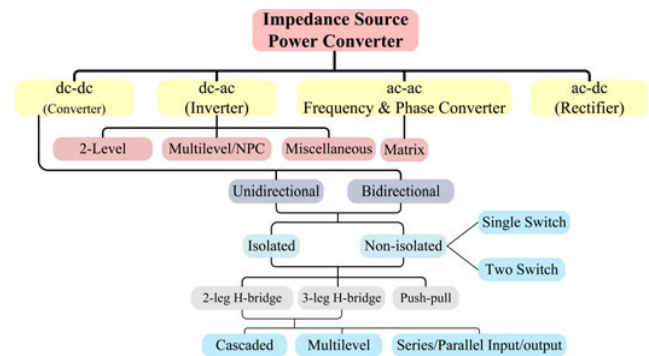 Impedance Source
Power Converter
dc-dc
(Converter)
dc-ac
(Inverter)
ac-ac
Frequency & Phase Converter
ac-dc
(Rectifier)
2-Level
Multilevel/NPC
Miscellaneous
Matrix
Unidirectional
Bidirectional
Isolated
Non-isolated
Single Switch
Two Switch
2-leg H-bridge
3-leg H-bridge
Push-pull
Cascaded
Multilevel
Series/Parallel Input/output